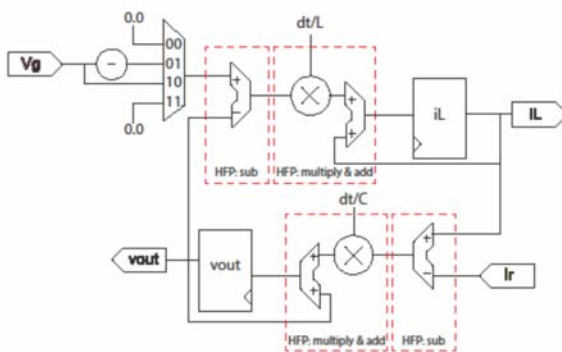 dt/L
0.0
00
Vg
−
01
10
11
0.0
+
−
×
+
+
iL
IL
HFP: sub
HFP: multiply & add
dt/C
vout
vout
+
+
×
+
−
Ir
HFP: multiply & add
HFP: sub